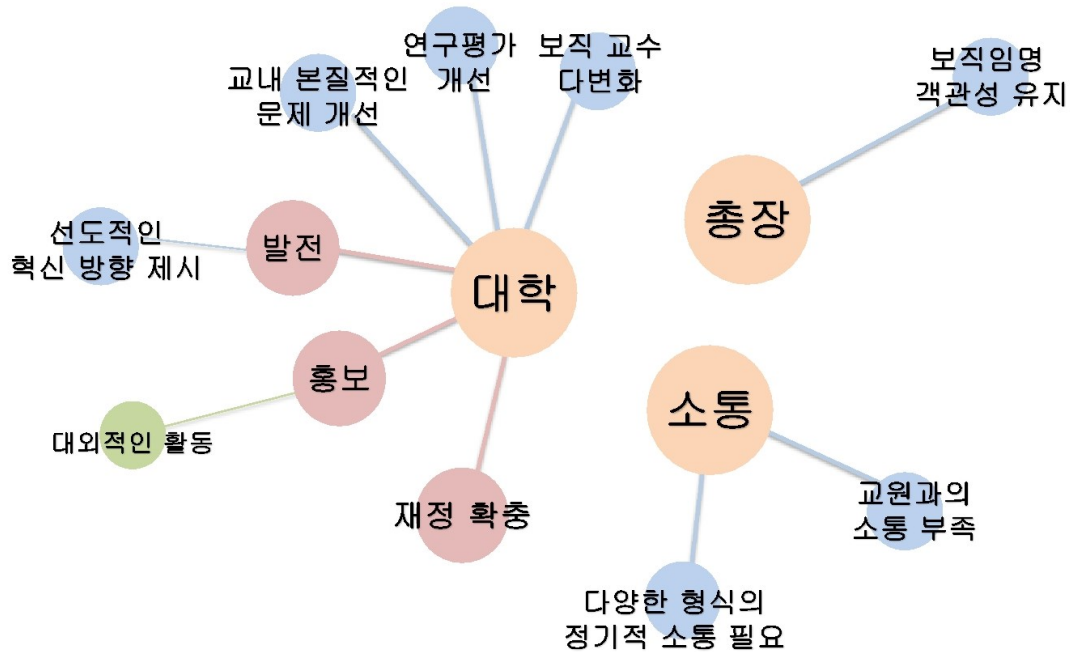 연구평가
개선
보직 교수
다변화
교내 본질적인
문제 개선
보직임명
객관성 유지
총장
선도적인
혁신 방향 제시
발전
대학
홍보
소통
대외적인 활동
재정 확충
교원과의
소통 부족
다양한 형식의
정기적 소통 필요